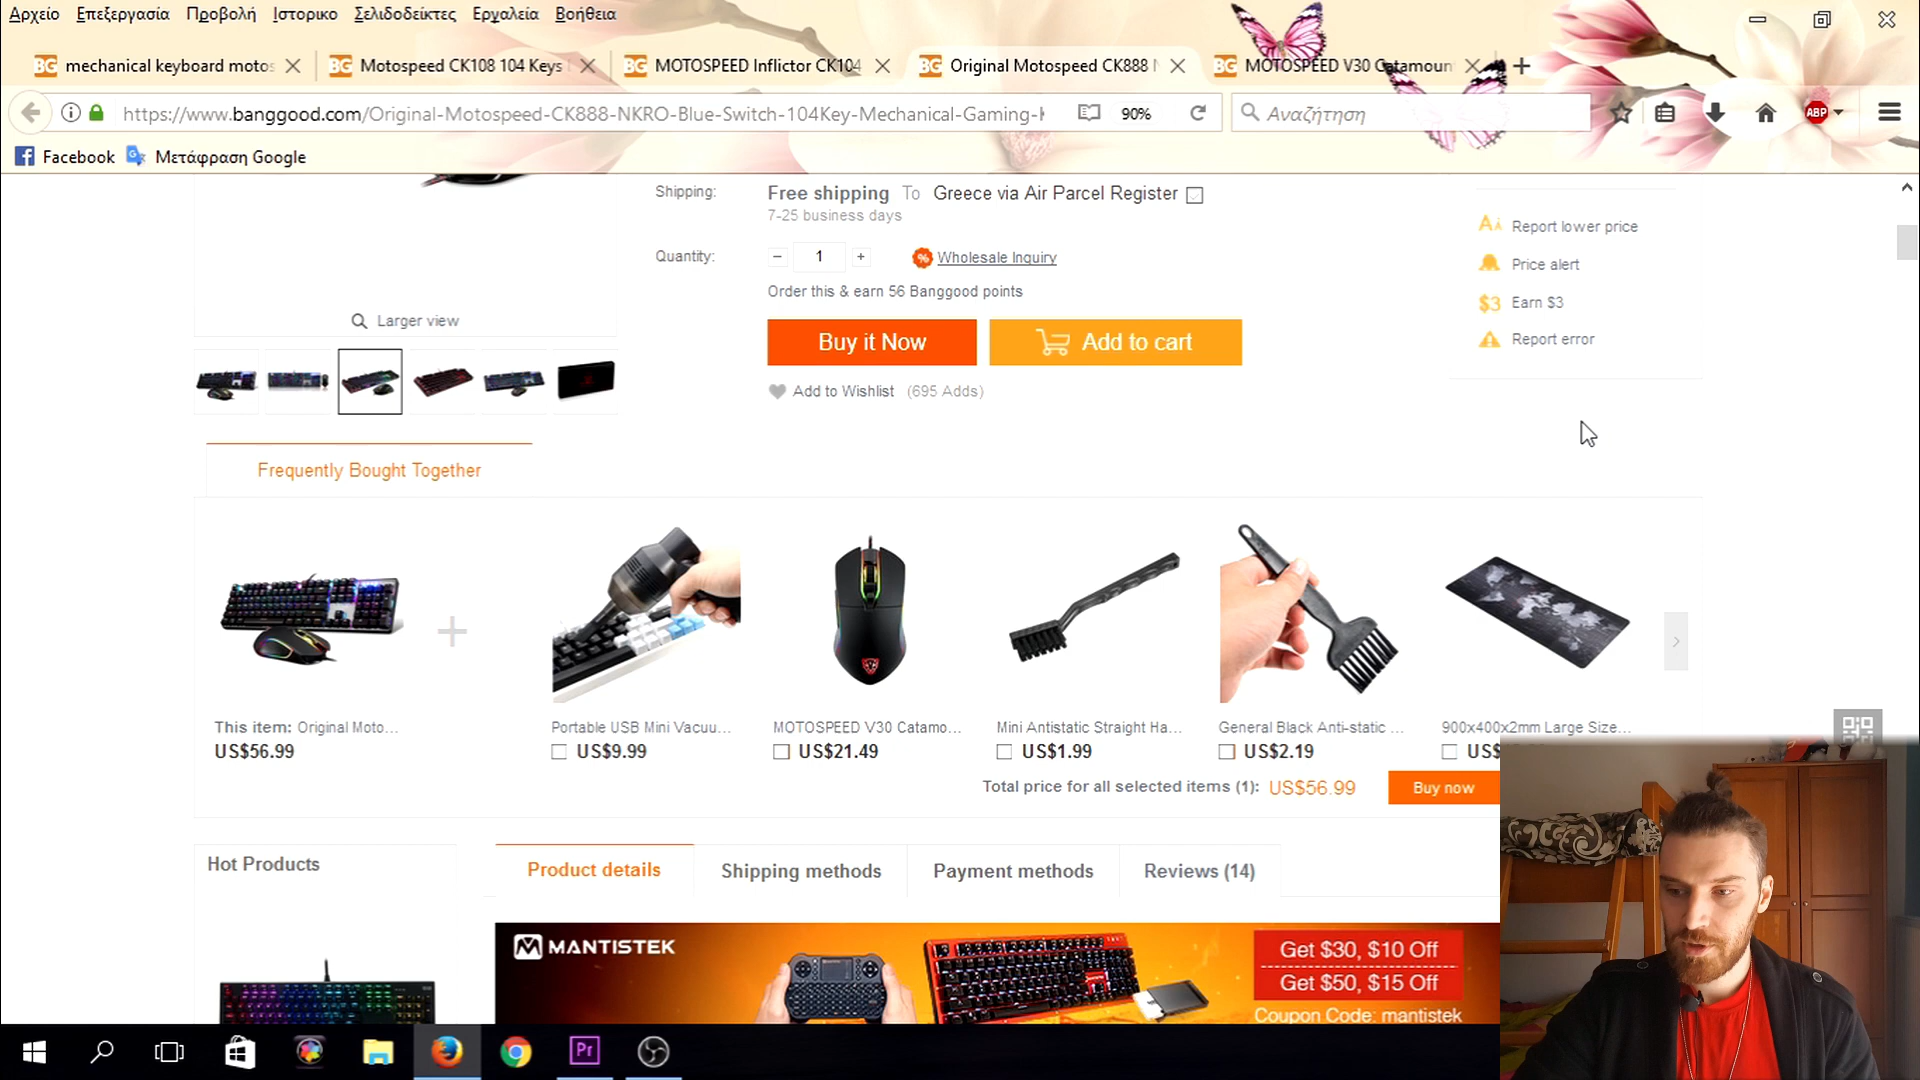 Αρχείο Επεξεργασία Προβολή Ιστορικο Σελιδοδείκτες Εργαλεία Βοήθεια
mechanical keyboard motos
Motospeed CK108 104 Keys
MOTOSPEED Inflictor CK104
Original Motospeed CK888 N
MOTOSPEED V30 Catamoun
https://www.banggood.com/Original-Motospeed-CK888-NKRO-Blue-Switch-104Key-Mechanical-Gaming-k
90%
Αναζήτηση
ABP
Facebook Μετάφραση Google
Shipping: Free shipping To Greece via Air Parcel Register
7-25 business days
Quantity: − 1 + Wholesale Inquiry
Order this & earn 56 Banggood points
Buy it Now Add to cart
Add to Wishlist (695 Adds)
Larger view
Report lower price
Price alert
$3 Earn $3
Report error
Frequently Bought Together
This item: Original Moto...
US$56.99
Portable USB Mini Vacuu...
US$9.99
MOTOSPEED V30 Catamo...
US$21.49
Mini Antistatic Straight Ha...
US$1.99
General Black Anti-static ...
US$2.19
900x400x2mm Large Size...
Total price for all selected items (1): US$56.99 Buy now
Hot Products
Product details Shipping methods Payment methods Reviews (14)
MANTISTEK
Get $30, $10 Off
Get $50, $15 Off
Coupon Code: mantistek
Pr